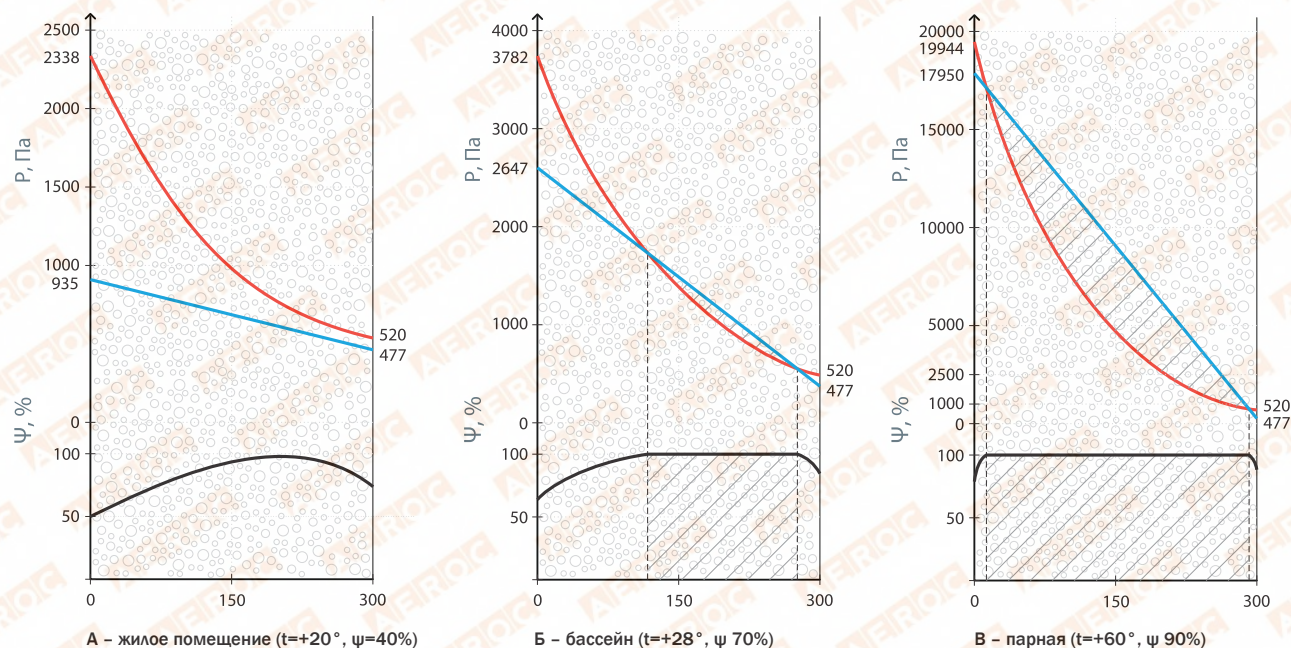 2500
2338
2000
1500
1000
935
0
100
50
P, Па
Ψ, %
520
477
0 150 300
А – жилое помещение (t=+20°, ψ=40%)
4000
3782
3000
2647
2000
1000
0
100
50
P, Па
Ψ, %
520
477
0 150 300
Б – бассейн (t=+28°, ψ 70%)
20000
19944
17950
15000
10000
5000
2500
1000
0
100
50
P, Па
Ψ, %
520
477
0 150 300
В – парная (t=+60°, ψ 90%)
AEROC